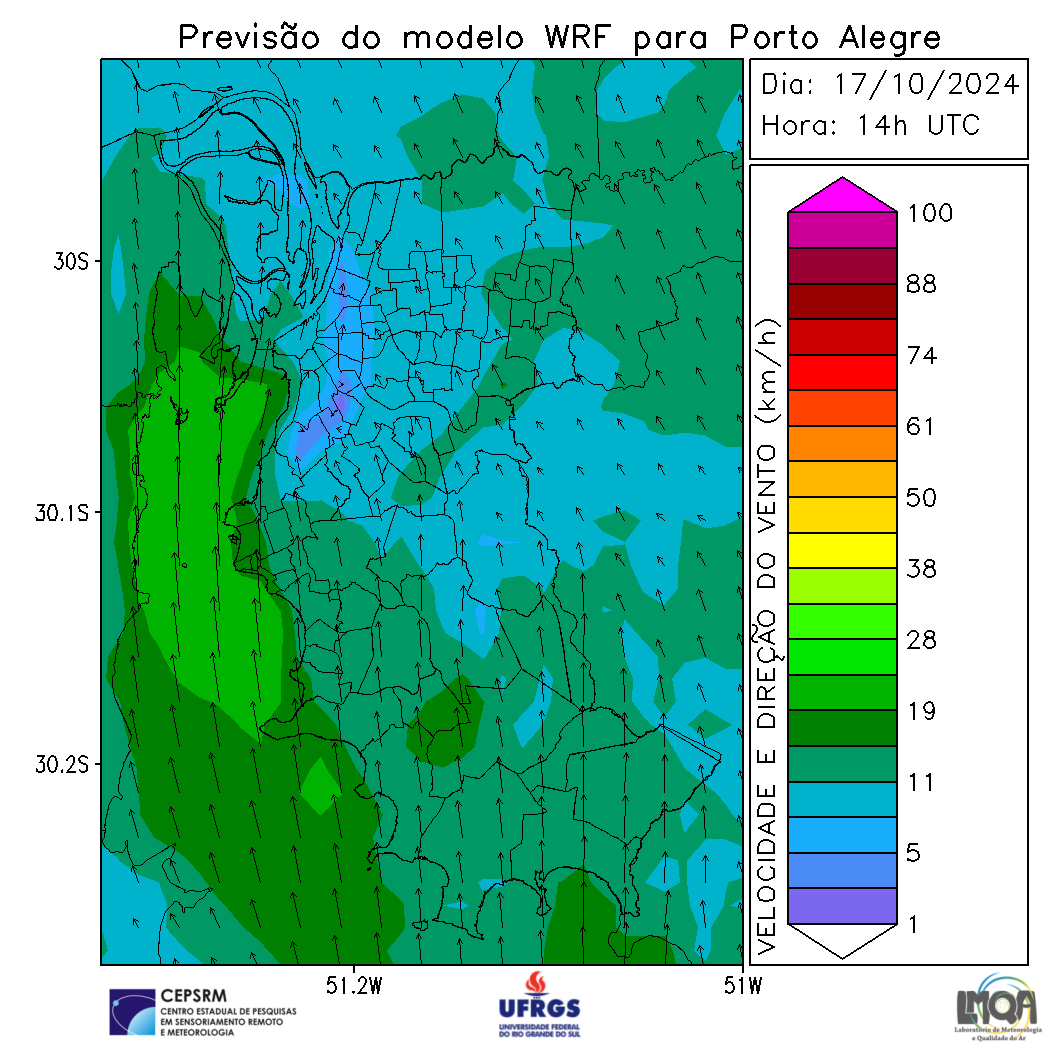 Previsão do modelo WRF para Porto Alegre
Dia: 17/10/2024
Hora: 14h UTC
30S
30.1S
30.2S
51.2W
51W
VELOCIDADE E DIREÇÃO DO VENTO (km/h)
100
88
74
61
50
38
28
19
11
5
1
CEPSRM
CENTRO ESTADUAL DE PESQUISAS
EM SENSORIAMENTO REMOTO
E METEOROLOGIA
UFRGS
UNIVERSIDADE FEDERAL
DO RIO GRANDE DO SUL
LMQA
Laboratório de Meteorologia
e Qualidade do Ar